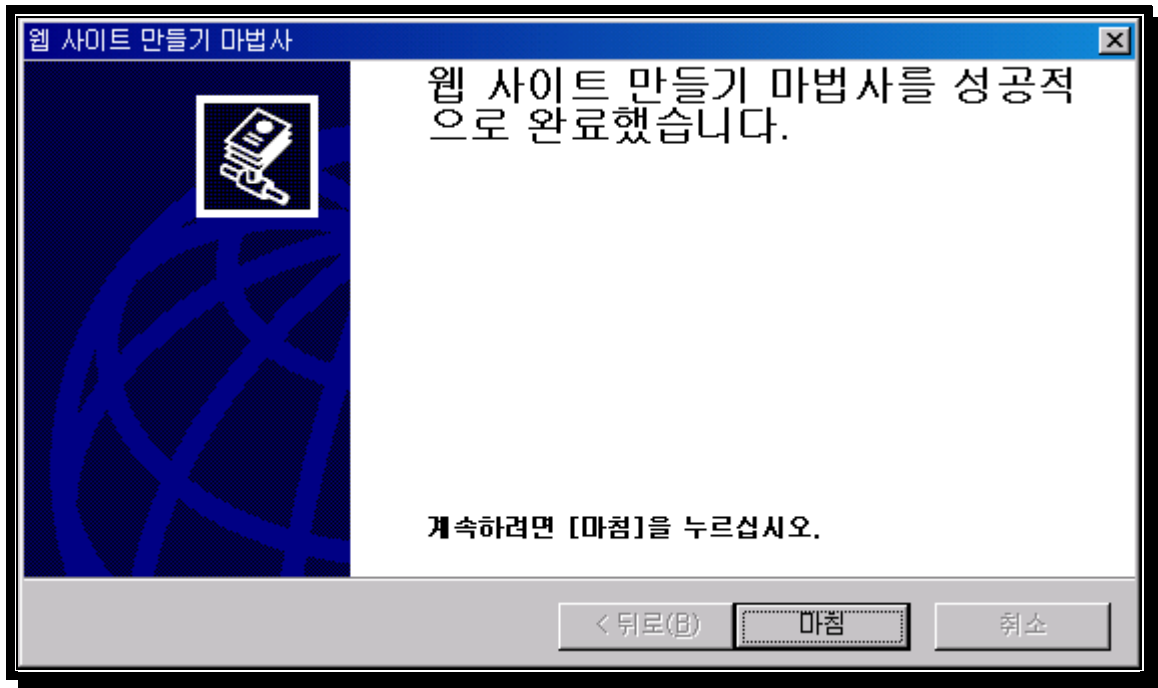 웹 사이트 만들기 마법사
웹 사이트 만들기 마법사를 성공적
으로 완료했습니다.
계속하려면 [마침]을 누르십시오.
< 뒤로(B) 마침 취소